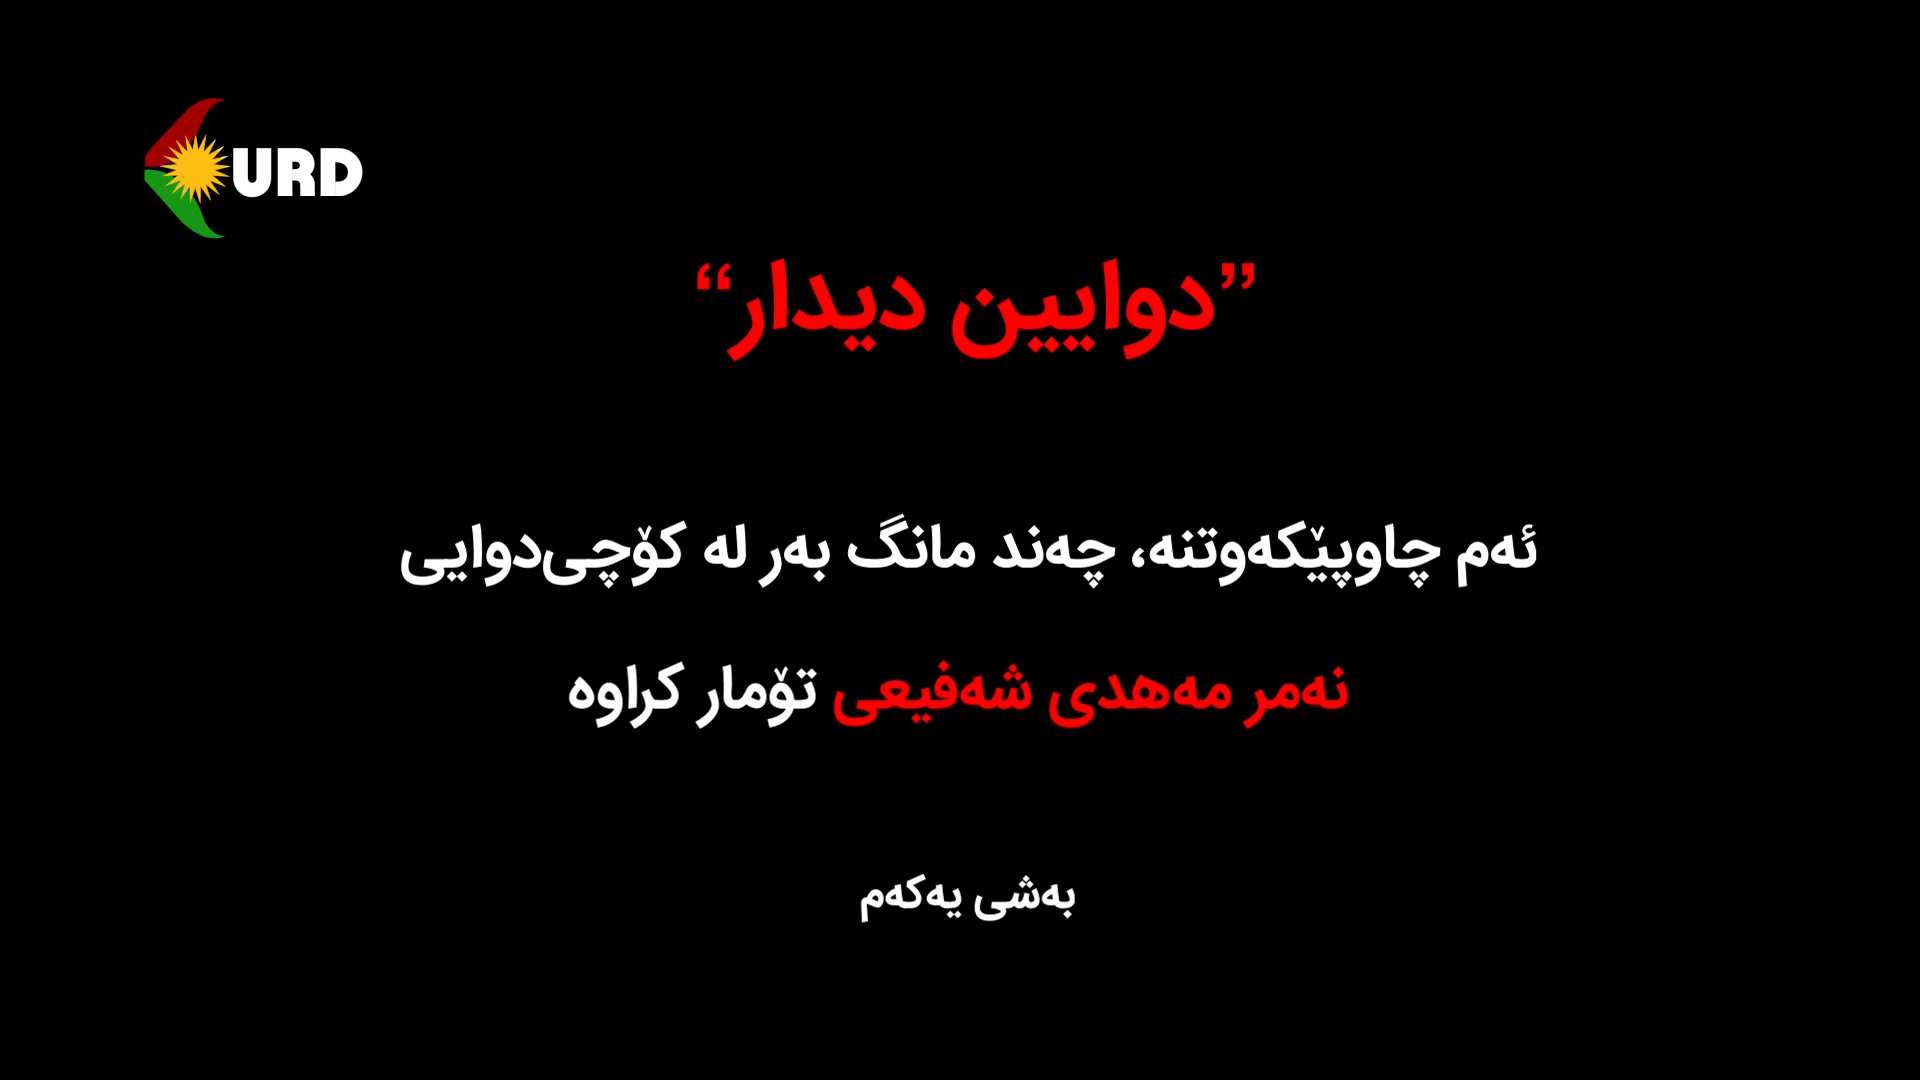 URD
”دوایین دیدار“
ئەم چاوپێکەوتنە، چەند مانگ بەر لە کۆچی‌دوایی
نەمر مەهدی شەفیعی تۆمار کراوە
بەشی یەکەم